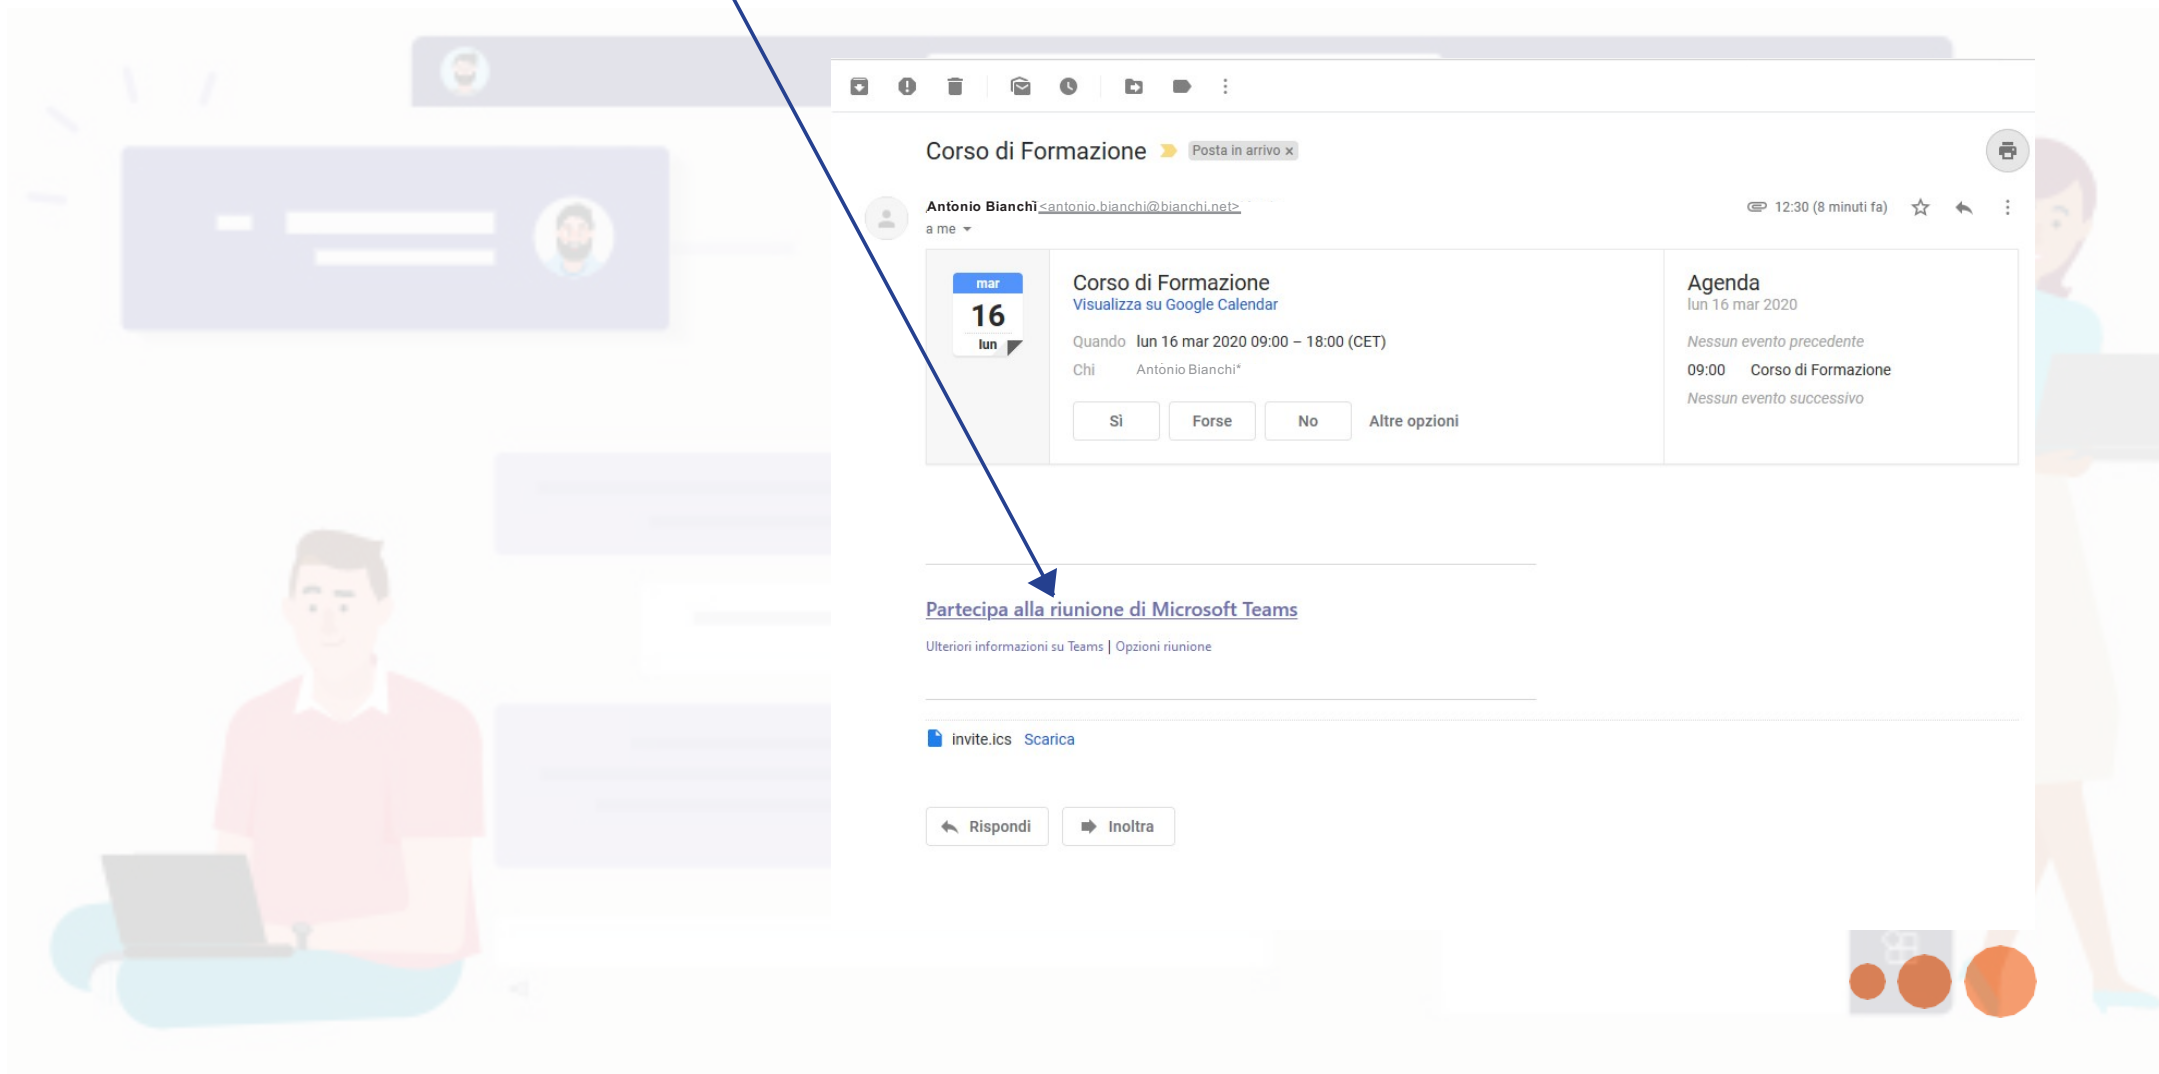 Corso di Formazione Posta in arrivo x
Antonio Bianchi <antonio.bianchi@bianchi.net> 12:30 (8 minuti fa)
a me
mar
16
lun
Corso di Formazione
Visualizza su Google Calendar
Quando lun 16 mar 2020 09:00 – 18:00 (CET)
Chi Antonio Bianchi*
Sì Forse No Altre opzioni
Agenda
lun 16 mar 2020
Nessun evento precedente
09:00 Corso di Formazione
Nessun evento successivo
Partecipa alla riunione di Microsoft Teams
Ulteriori informazioni su Teams | Opzioni riunione
invite.ics Scarica
Rispondi Inoltra